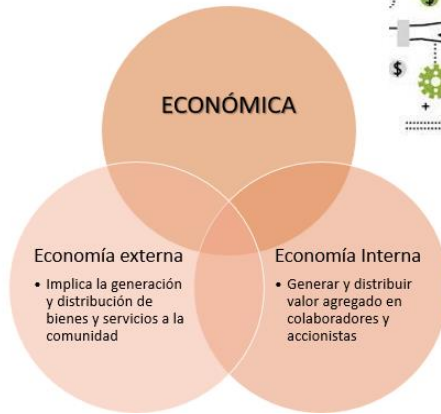 $
$
+
ECONÓMICA
Economía externa
• Implica la generación
y distribución de
bienes y servicios a la
comunidad
Economía Interna
• Generar y distribuir
valor agregado en
colaboradores y
accionistas